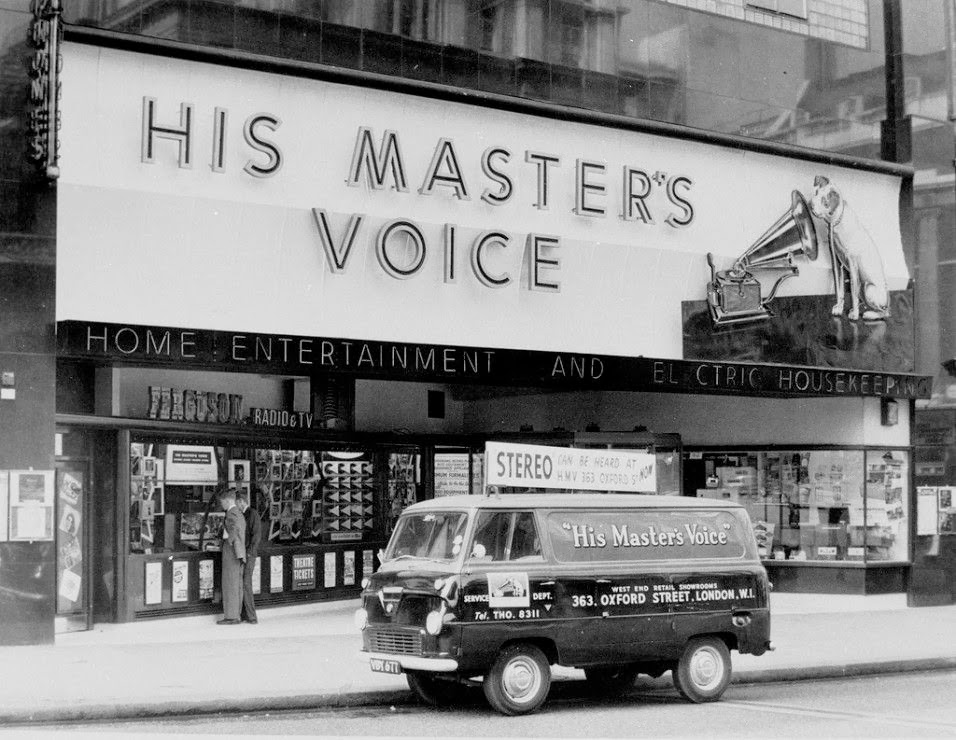 HIS MASTER'S
VOICE
HOME ENTERTAINMENT AND EL CTRIC HOUSEKEEPING
FERGUSON RADIO & TV
STEREO CAN BE HEARD AT
H.M.V 363 OXFORD ST NOW
"His Master's Voice"
SERVICE DEPT.
Tel. THO. 8311
WEST END RETAIL SHOWROOMS
363. OXFORD STREET, LONDON, W.1.
THEATRE
TICKETS